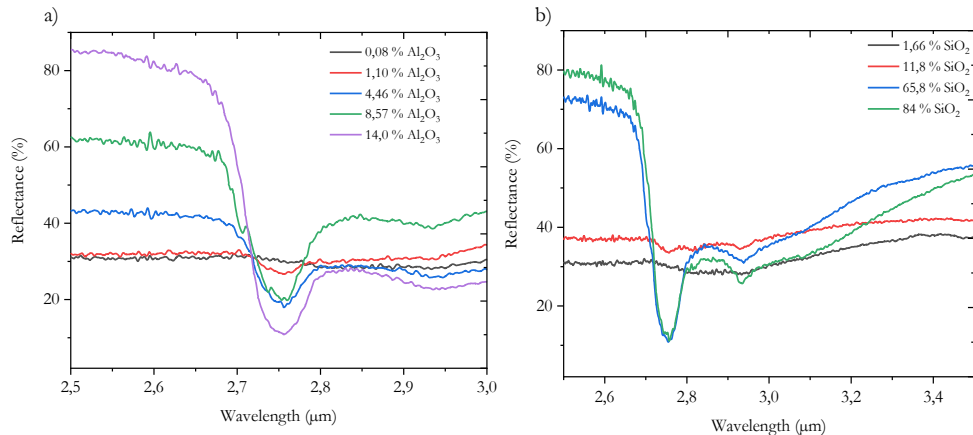 a)
0,08 % Al₂O₃
1,10 % Al₂O₃
4,46 % Al₂O₃
8,57 % Al₂O₃
14,0 % Al₂O₃
80
60
40
20
Reflectance (%)
2,5 2,6 2,7 2,8 2,9 3,0
Wavelength (µm)
b)
1,66 % SiO₂
11,8 % SiO₂
65,8 % SiO₂
84 % SiO₂
80
60
40
20
Reflectance (%)
2,6 2,8 3,0 3,2 3,4
Wavelength (µm)